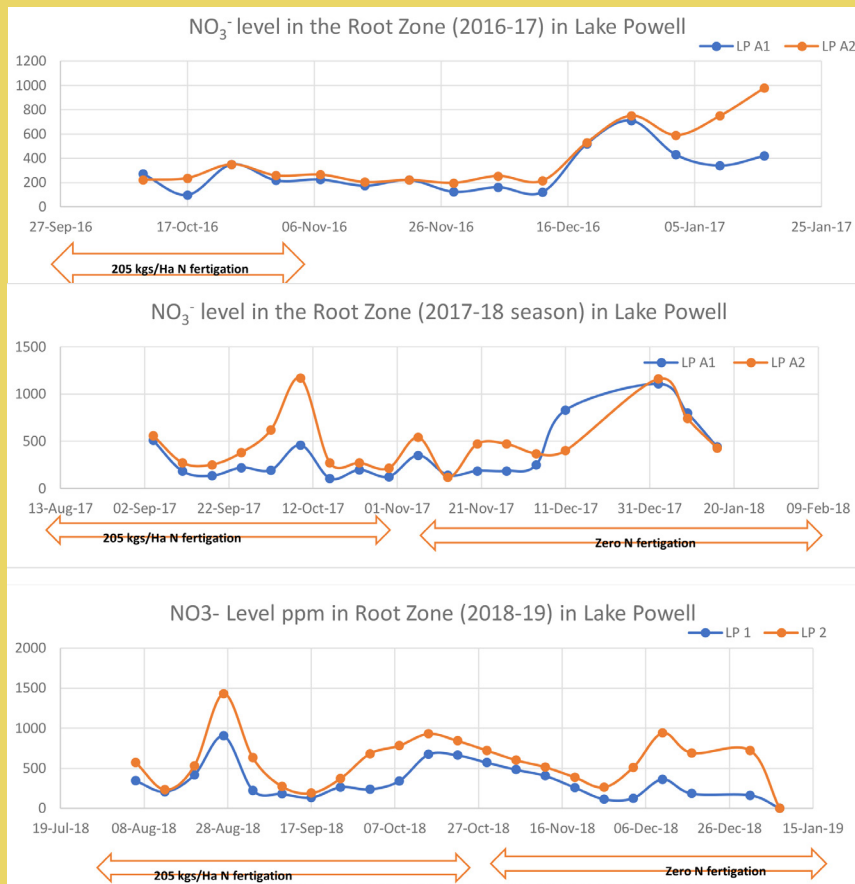 NO₃⁻ level in the Root Zone (2016-17) in Lake Powell
LP A1 LP A2
1200
1000
800
600
400
200
0
27-Sep-16 17-Oct-16 06-Nov-16 26-Nov-16 16-Dec-16 05-Jan-17 25-Jan-17
205 kgs/Ha N fertigation
NO₃⁻ level in the Root Zone (2017-18 season) in Lake Powell
LP A1 LP A2
1500
1000
500
0
13-Aug-17 02-Sep-17 22-Sep-17 12-Oct-17 01-Nov-17 21-Nov-17 11-Dec-17 31-Dec-17 20-Jan-18 09-Feb-18
205 kgs/Ha N fertigation Zero N fertigation
NO3- Level ppm in Root Zone (2018-19) in Lake Powell
LP 1 LP 2
2000
1500
1000
500
0
19-Jul-18 08-Aug-18 28-Aug-18 17-Sep-18 07-Oct-18 27-Oct-18 16-Nov-18 06-Dec-18 26-Dec-18 15-Jan-19
205 kgs/Ha N fertigation Zero N fertigation